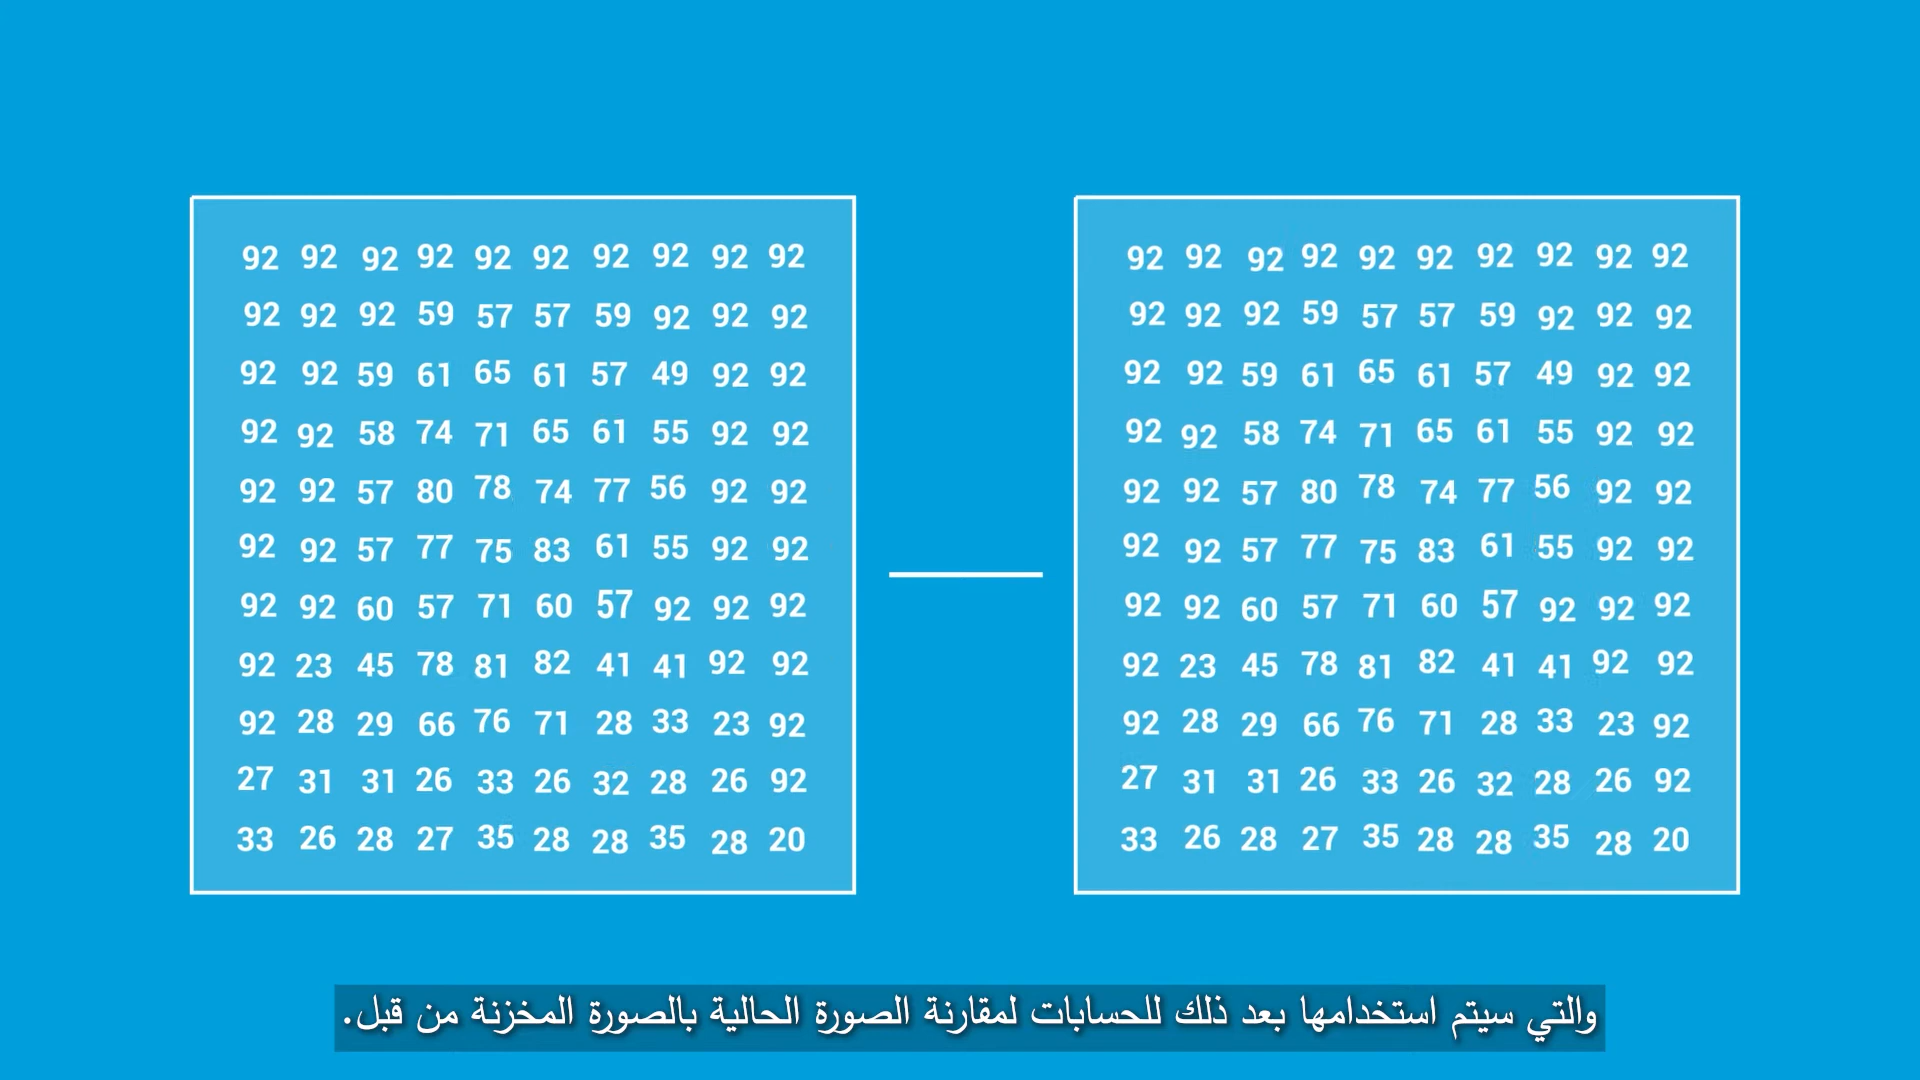 92 92 92 92 92 92 92 92 92 92
92 92 92 59 57 57 59 92 92 92
92 92 59 61 65 61 57 49 92 92
92 92 58 74 71 65 61 55 92 92
92 92 57 80 78 74 77 56 92 92
92 92 57 77 75 83 61 55 92 92
92 92 60 57 71 60 57 92 92 92
92 23 45 78 81 82 41 41 92 92
92 28 29 66 76 71 28 33 23 92
27 31 31 26 33 26 32 28 26 92
33 26 28 27 35 28 28 35 28 20
92 92 92 92 92 92 92 92 92 92
92 92 92 59 57 57 59 92 92 92
92 92 59 61 65 61 57 49 92 92
92 92 58 74 71 65 61 55 92 92
92 92 57 80 78 74 77 56 92 92
92 92 57 77 75 83 61 55 92 92
92 92 60 57 71 60 57 92 92 92
92 23 45 78 81 82 41 41 92 92
92 28 29 66 76 71 28 33 23 92
27 31 31 26 33 26 32 28 26 92
33 26 28 27 35 28 28 35 28 20
والتي سيتم استخدامها بعد ذلك للحسابات لمقارنة الصورة الحالية بالصورة المخزنة من قبل.